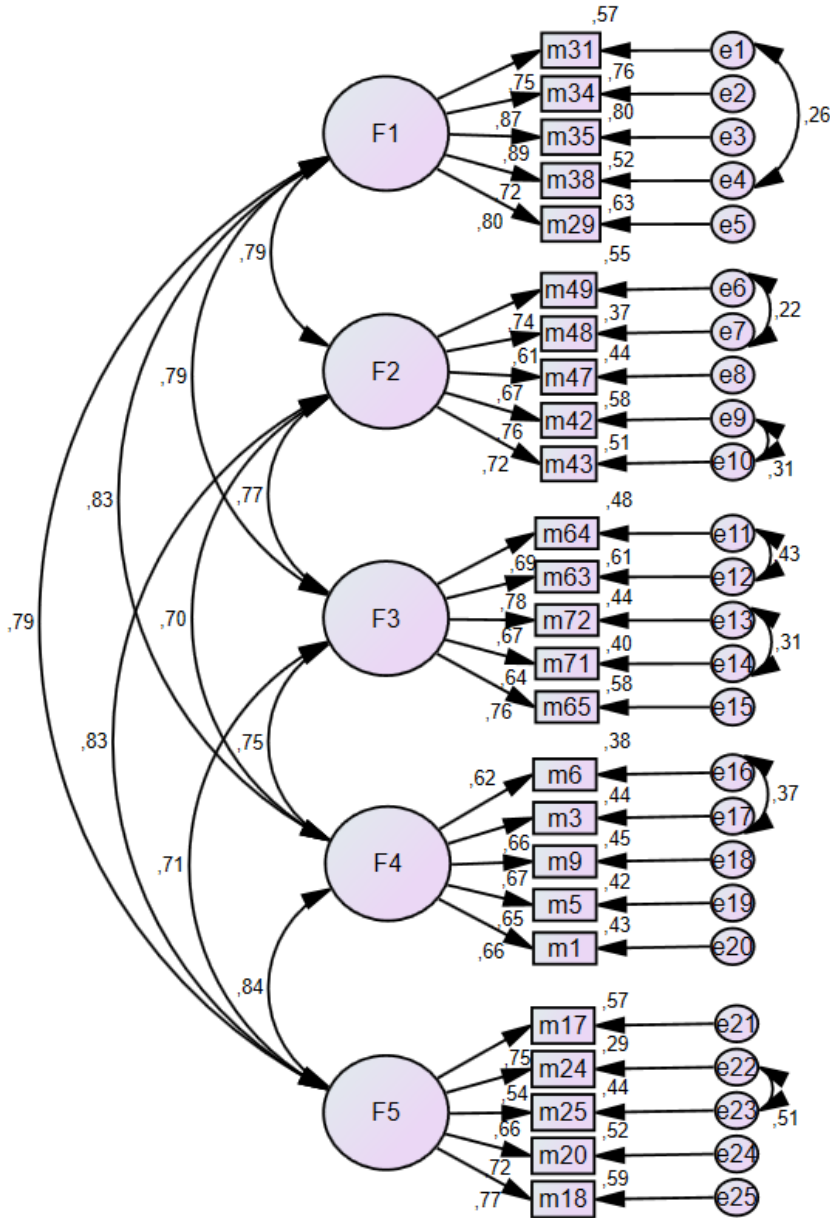 ,57
m31 e1
,75 ,76
m34 e2
,26
,87 ,80
F1 m35 e3
,89 ,52
m38 e4
,72 ,63
,80 m29 e5
,79 ,55
m49 e6
,74 ,37 ,22
m48 e7
,61 ,44
,79 F2 m47 e8
,67 ,58
m42 e9
,76 ,51
,72 m43 e10 ,31
,83 ,77
,48
m64 e11
,69 ,61 ,43
m63 e12
,78 ,44
,79 ,70 F3 m72 e13
,67 ,40 ,31
m71 e14
,64 ,58
,76 m65 e15
,83 ,75 ,38
,62 m6 e16
,37
,44
m3 e17
,66 ,45
,71 F4 m9 e18
,67 ,42
m5 e19
,65 ,43
,66 m1 e20
,84
,57
m17 e21
,75 ,29
m24 e22
,54 ,44
F5 m25 e23 ,51
,66 ,52
m20 e24
,72 ,59
,77 m18 e25